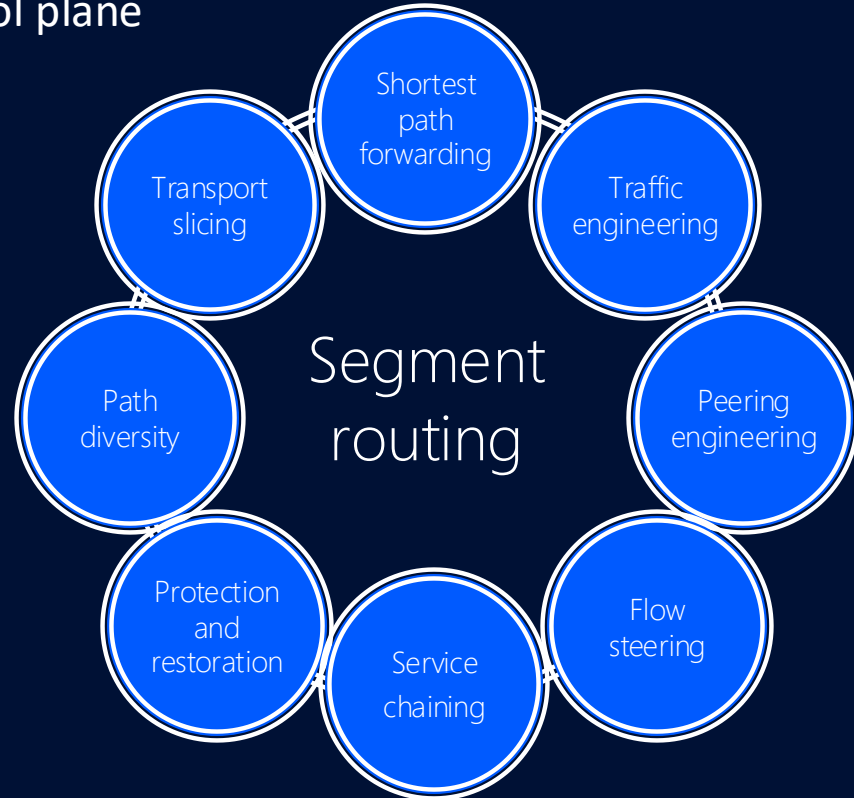 plane
Shortest
path
forwarding
Traffic
engineering
Peering
engineering
Flow
steering
Service
chaining
Protection
and
restoration
Path
diversity
Transport
slicing
Segment
routing